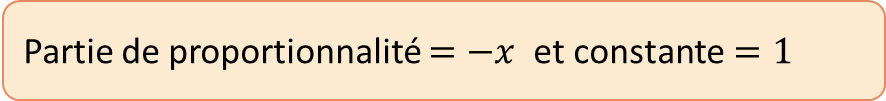 Partie de proportionnalité = −𝑥 et constante = 1